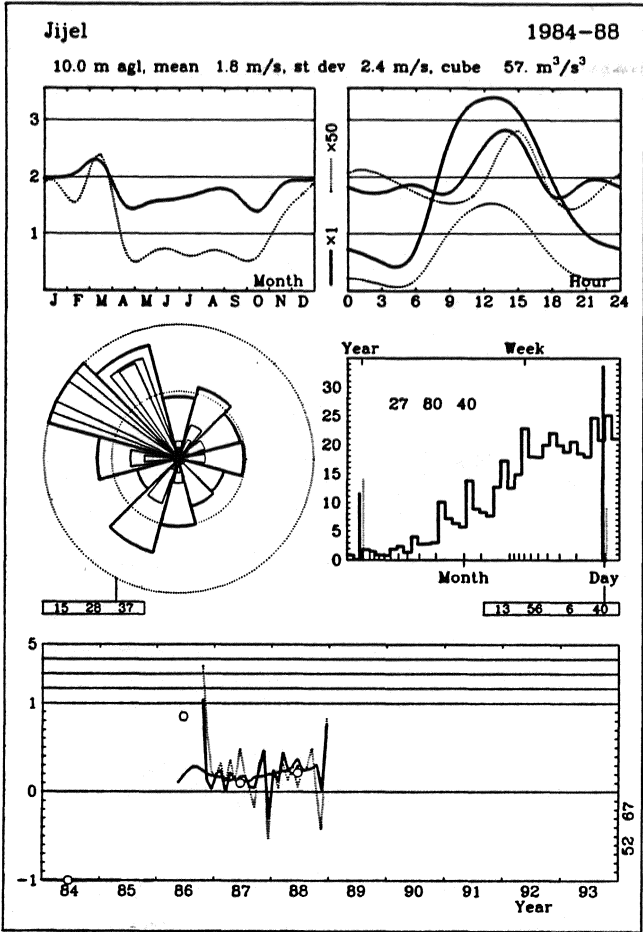 Jijel 1984-88
10.0 m agl, mean 1.8 m/s, st dev 2.4 m/s, cube 57. m³/s³
3
2
1
Month
J F M A M J J A S O N D
×1 ×50
Hour
0 3 6 9 12 15 18 21 24
Year Week
30
25
20
15
10
5
0
27 80 40
Month Day
15 28 37
13 56 6 40
5
1
0
-1
84 85 86 87 88 89 90 91 92 93
Year
52 67